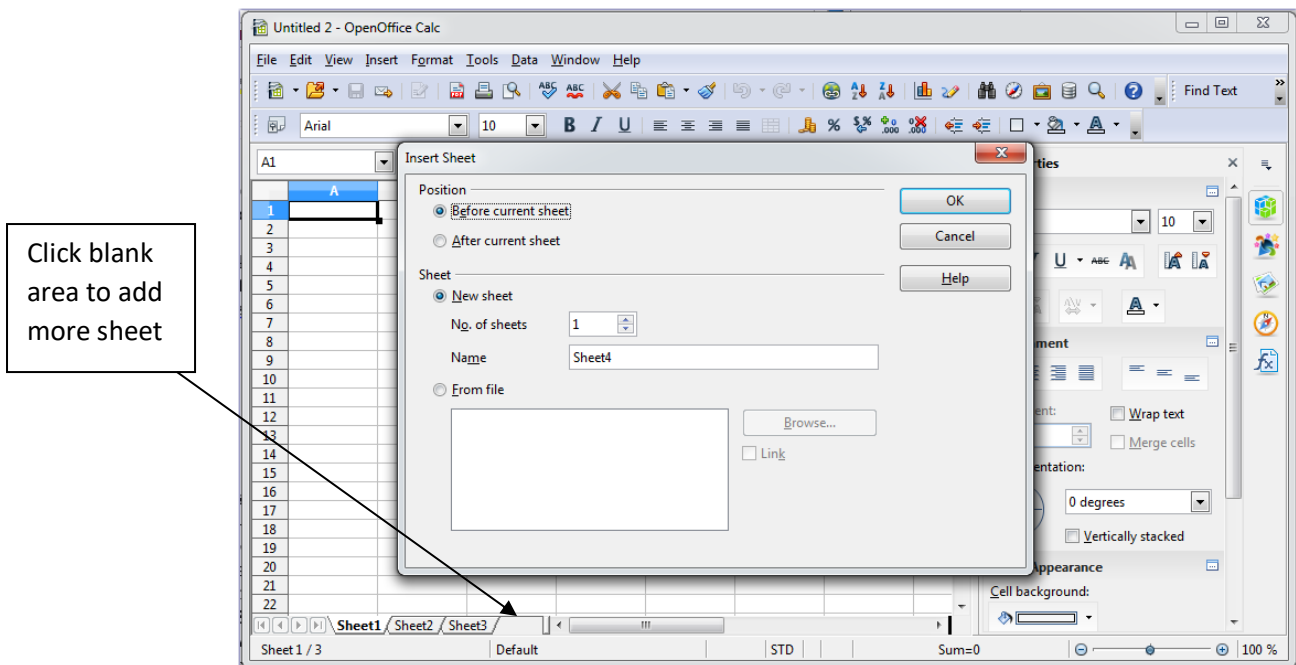 Untitled 2 - OpenOffice Calc
File Edit View Insert Format Tools Data Window Help
Find Text
Arial 10 B I U
A1
Insert Sheet
Position
Before current sheet
After current sheet
Sheet
New sheet
No. of sheets 1
Name Sheet4
From file
Browse...
Link
OK
Cancel
Help
Click blank
area to add
more sheet
A
1
2
3
4
5
6
7
8
9
10
11
12
13
14
15
16
17
18
19
20
21
22
ties
10
U ABC
ment
ent: Wrap text
Merge cells
entation:
0 degrees
Vertically stacked
Appearance
Cell background:
Sheet1 Sheet2 Sheet3
Sheet 1 / 3 Default STD Sum=0 100 %